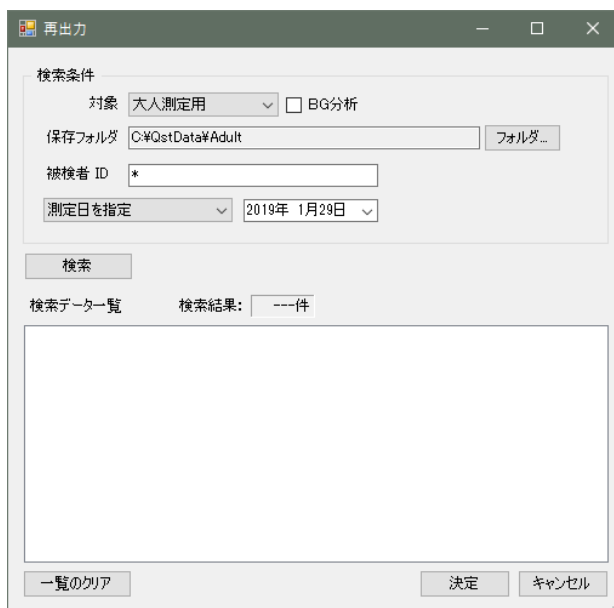 再出力
検索条件
対象 大人測定用 BG分析
保存フォルダ C:¥QstData¥Adult フォルダ...
被検者 ID *
測定日を指定 2019年 1月29日
検索
検索データ一覧 検索結果: ---件
一覧のクリア 決定 キャンセル